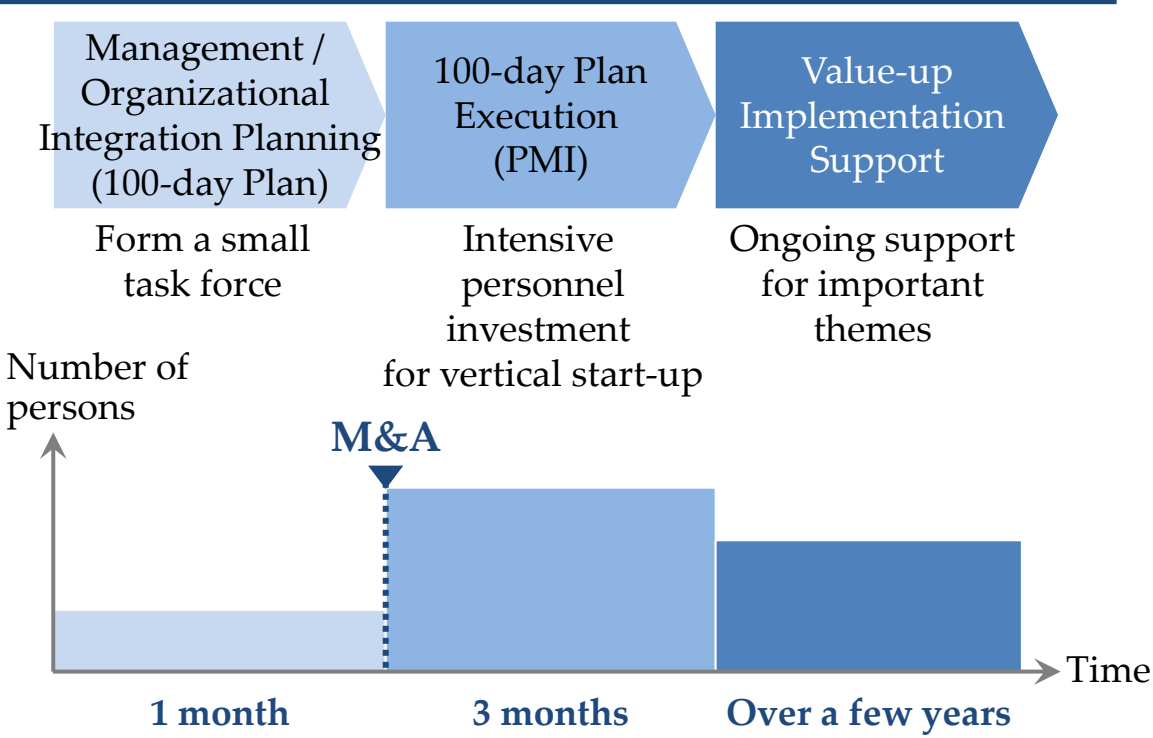 Management /
Organizational
Integration Planning
(100-day Plan)
100-day Plan
Execution
(PMI)
Value-up
Implementation
Support
Form a small
task force
Intensive
personnel
investment
for vertical start-up
Ongoing support
for important
themes
Number of
persons
M&A
Time
1 month
3 months
Over a few years